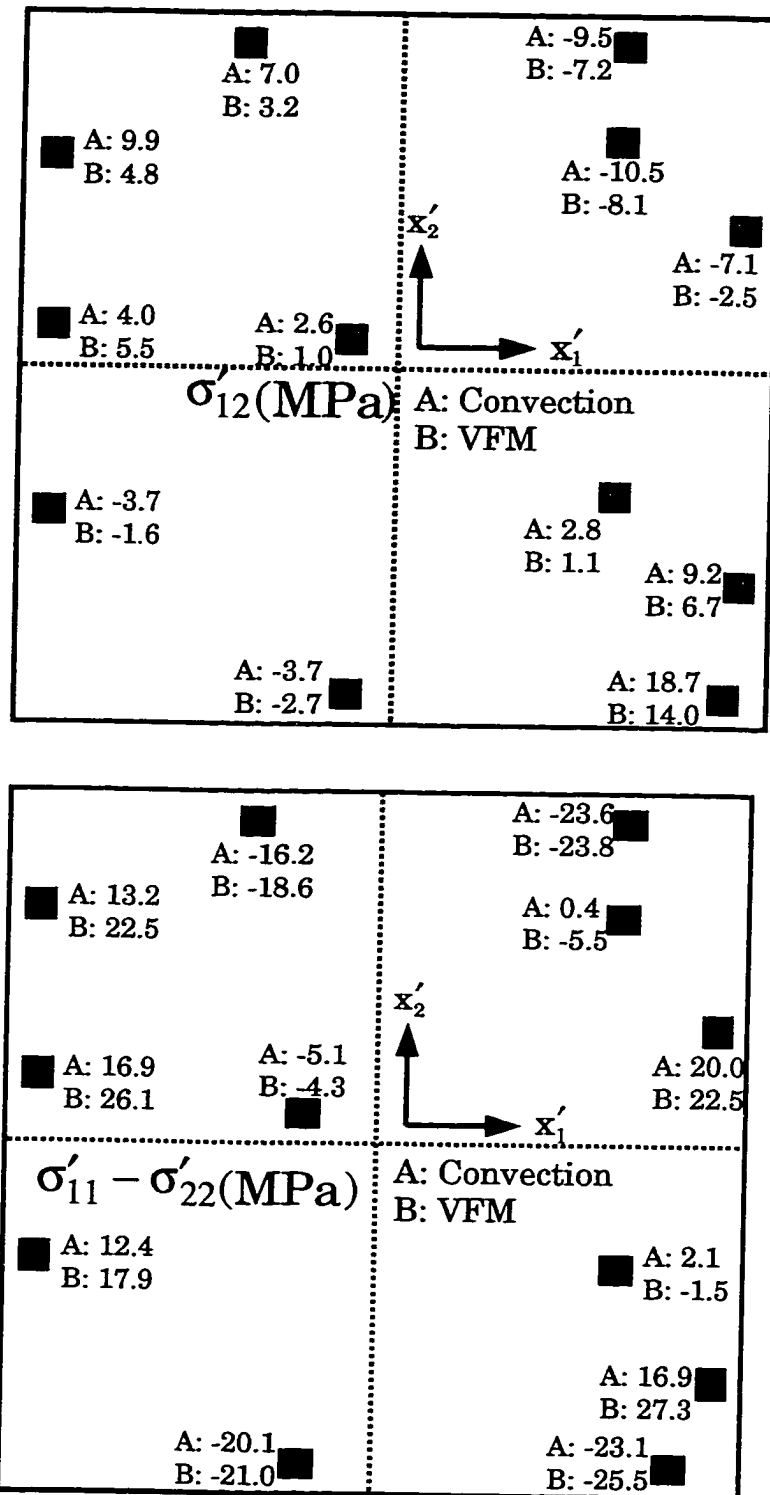 A: -9.5
B: -7.2
A: 7.0
B: 3.2
A: 9.9
B: 4.8
A: -10.5
B: -8.1
x′2
A: -7.1
B: -2.5
A: 4.0
B: 5.5
A: 2.6
B: 1.0
x′1
σ′12(MPa)
A: Convection
B: VFM
A: -3.7
B: -1.6
A: 2.8
B: 1.1
A: 9.2
B: 6.7
A: -3.7
B: -2.7
A: 18.7
B: 14.0
A: -23.6
B: -23.8
A: -16.2
B: -18.6
A: 13.2
B: 22.5
A: 0.4
B: -5.5
x′2
A: 16.9
B: 26.1
A: -5.1
B: -4.3
A: 20.0
B: 22.5
x′1
σ′11 − σ′22(MPa)
A: Convection
B: VFM
A: 12.4
B: 17.9
A: 2.1
B: -1.5
A: 16.9
B: 27.3
A: -20.1
B: -21.0
A: -23.1
B: -25.5